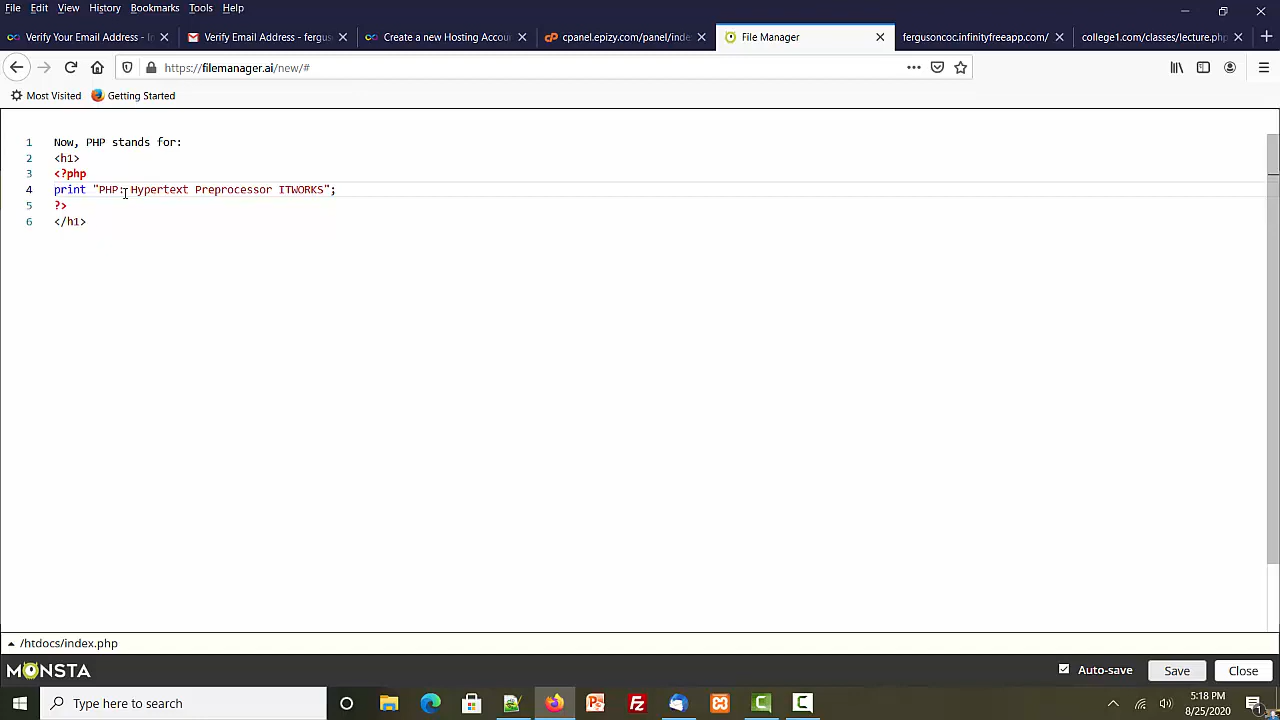 File Edit View History Bookmarks Tools Help
Verify Your Email Address - I
Verify Email Address - fergus
Create a new Hosting Accou
cpanel.epizy.com/panel/inde
File Manager
fergusoncoc.infinityfreeapp.com/
college1.com/classes/lecture.php
https://filemanager.ai/new/#
Most Visited Getting Started
1 Now, PHP stands for:
2 <h1>
3 <?php
4 print "PHP: Hypertext Preprocessor ITWORKS";
5 ?>
6 </h1>
/htdocs/index.php
MONSTA
Auto-save Save Close
Type here to search
5:18 PM
8/25/2020